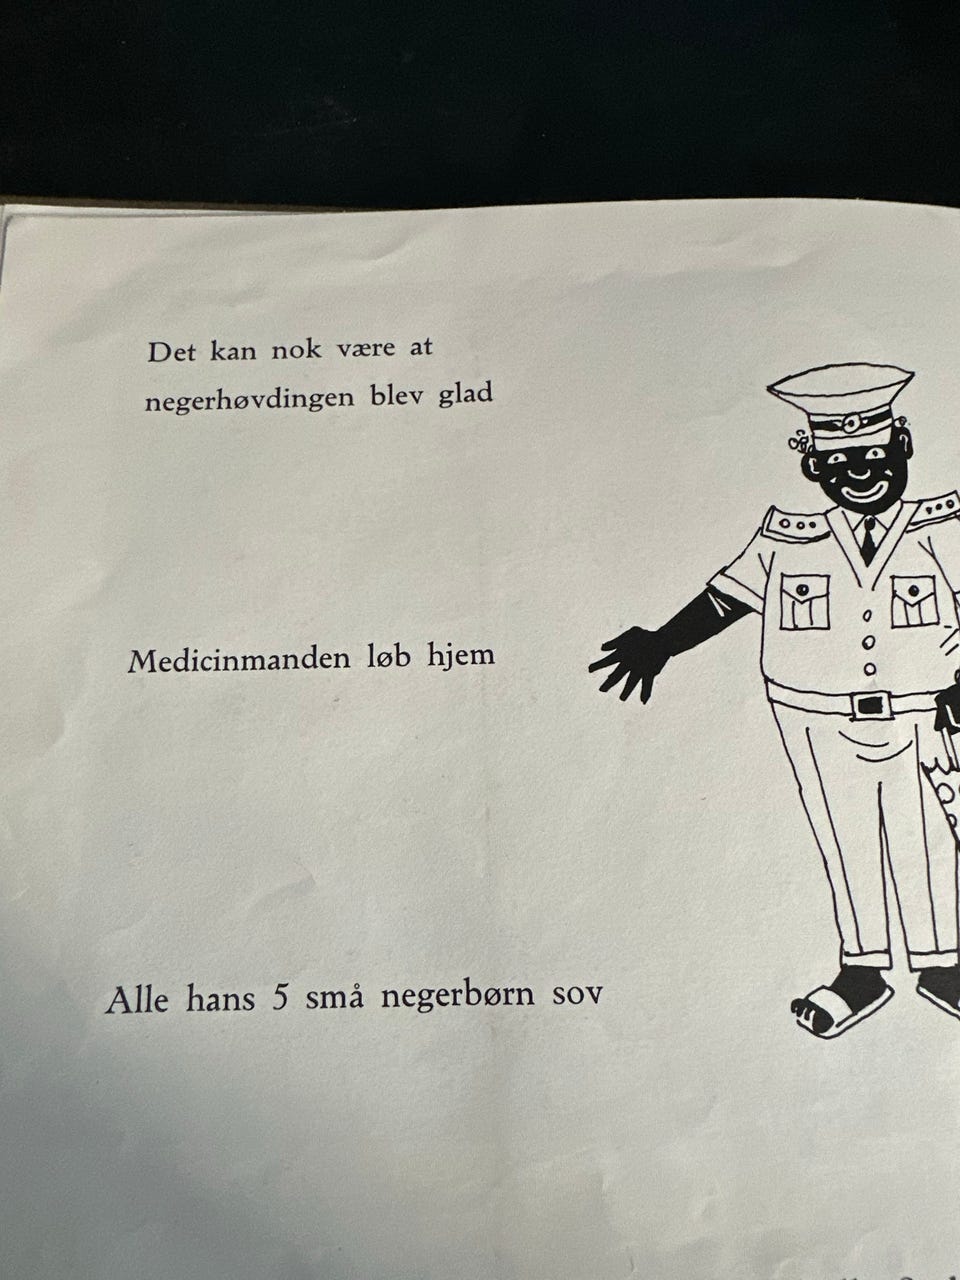 Det kan nok være at
negerhøvdingen blev glad
Medicinmanden løb hjem
Alle hans 5 små negerbørn sov